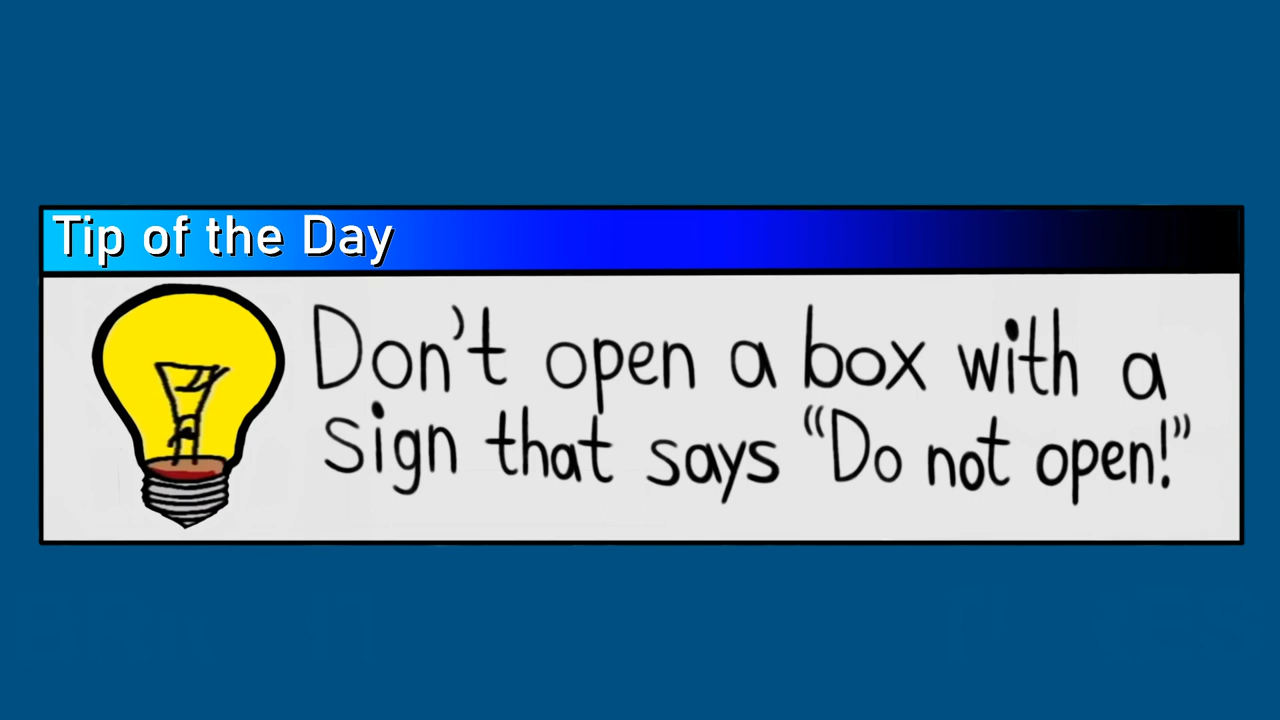 Tip of the Day
Don't open a box with a
sign that says “Do not open!”